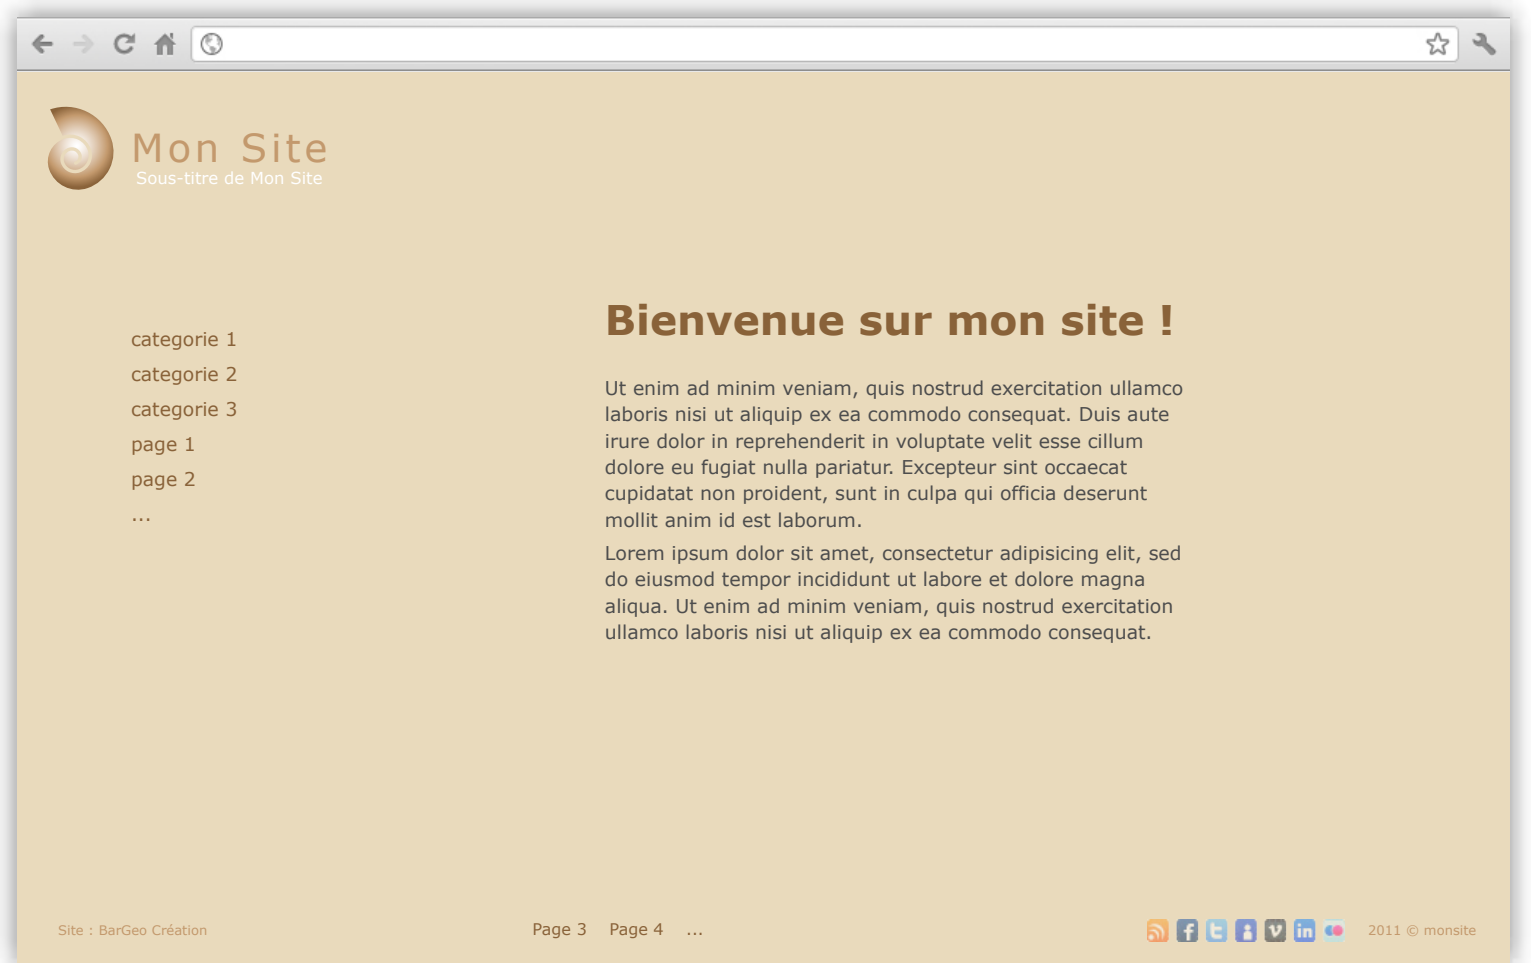 Mon Site
Sous-titre de Mon Site
categorie 1
categorie 2
categorie 3
page 1
page 2
...
Bienvenue sur mon site !
Ut enim ad minim veniam, quis nostrud exercitation ullamco
laboris nisi ut aliquip ex ea commodo consequat. Duis aute
irure dolor in reprehenderit in voluptate velit esse cillum
dolore eu fugiat nulla pariatur. Excepteur sint occaecat
cupidatat non proident, sunt in culpa qui officia deserunt
mollit anim id est laborum.
Lorem ipsum dolor sit amet, consectetur adipisicing elit, sed
do eiusmod tempor incididunt ut labore et dolore magna
aliqua. Ut enim ad minim veniam, quis nostrud exercitation
ullamco laboris nisi ut aliquip ex ea commodo consequat.
Site : BarGeo Création
Page 3 Page 4 ...
2011 © monsite